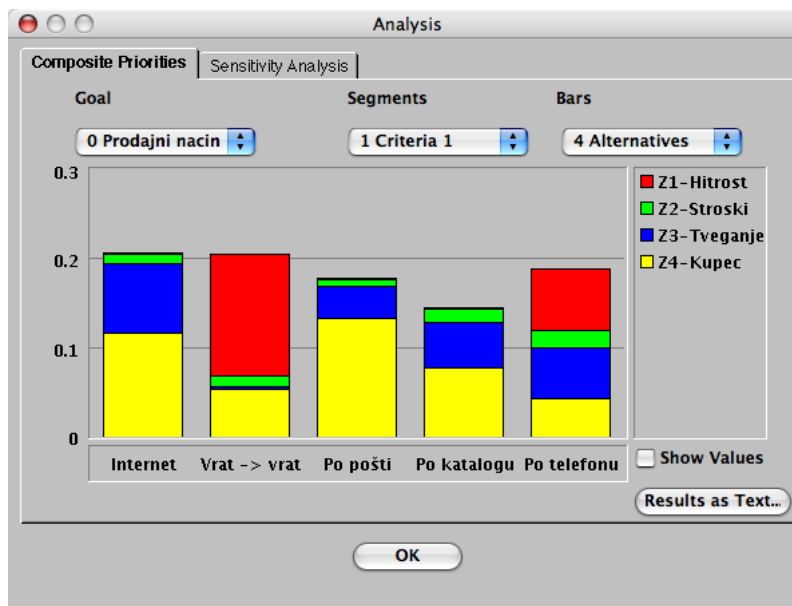 Analysis
Composite Priorities Sensitivity Analysis
Goal Segments Bars
0 Prodajni nacin 1 Criteria 1 4 Alternatives
0.3
0.2
0.1
0
Z1-Hitrost
Z2-Stroski
Z3-Tveganje
Z4-Kupec
Internet Vrat -> vrat Po pošti Po katalogu Po telefonu
Show Values
Results as Text...
OK